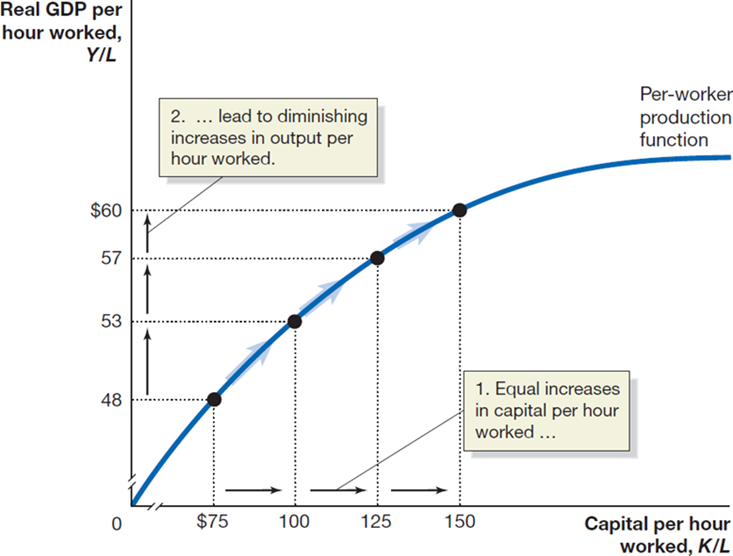 Real GDP per
hour worked,
Y/L
2. … lead to diminishing
increases in output per
hour worked.
Per-worker
production
function
$60
57
53
48
1. Equal increases
in capital per hour
worked …
0
$75
100
125
150
Capital per hour
worked, K/L